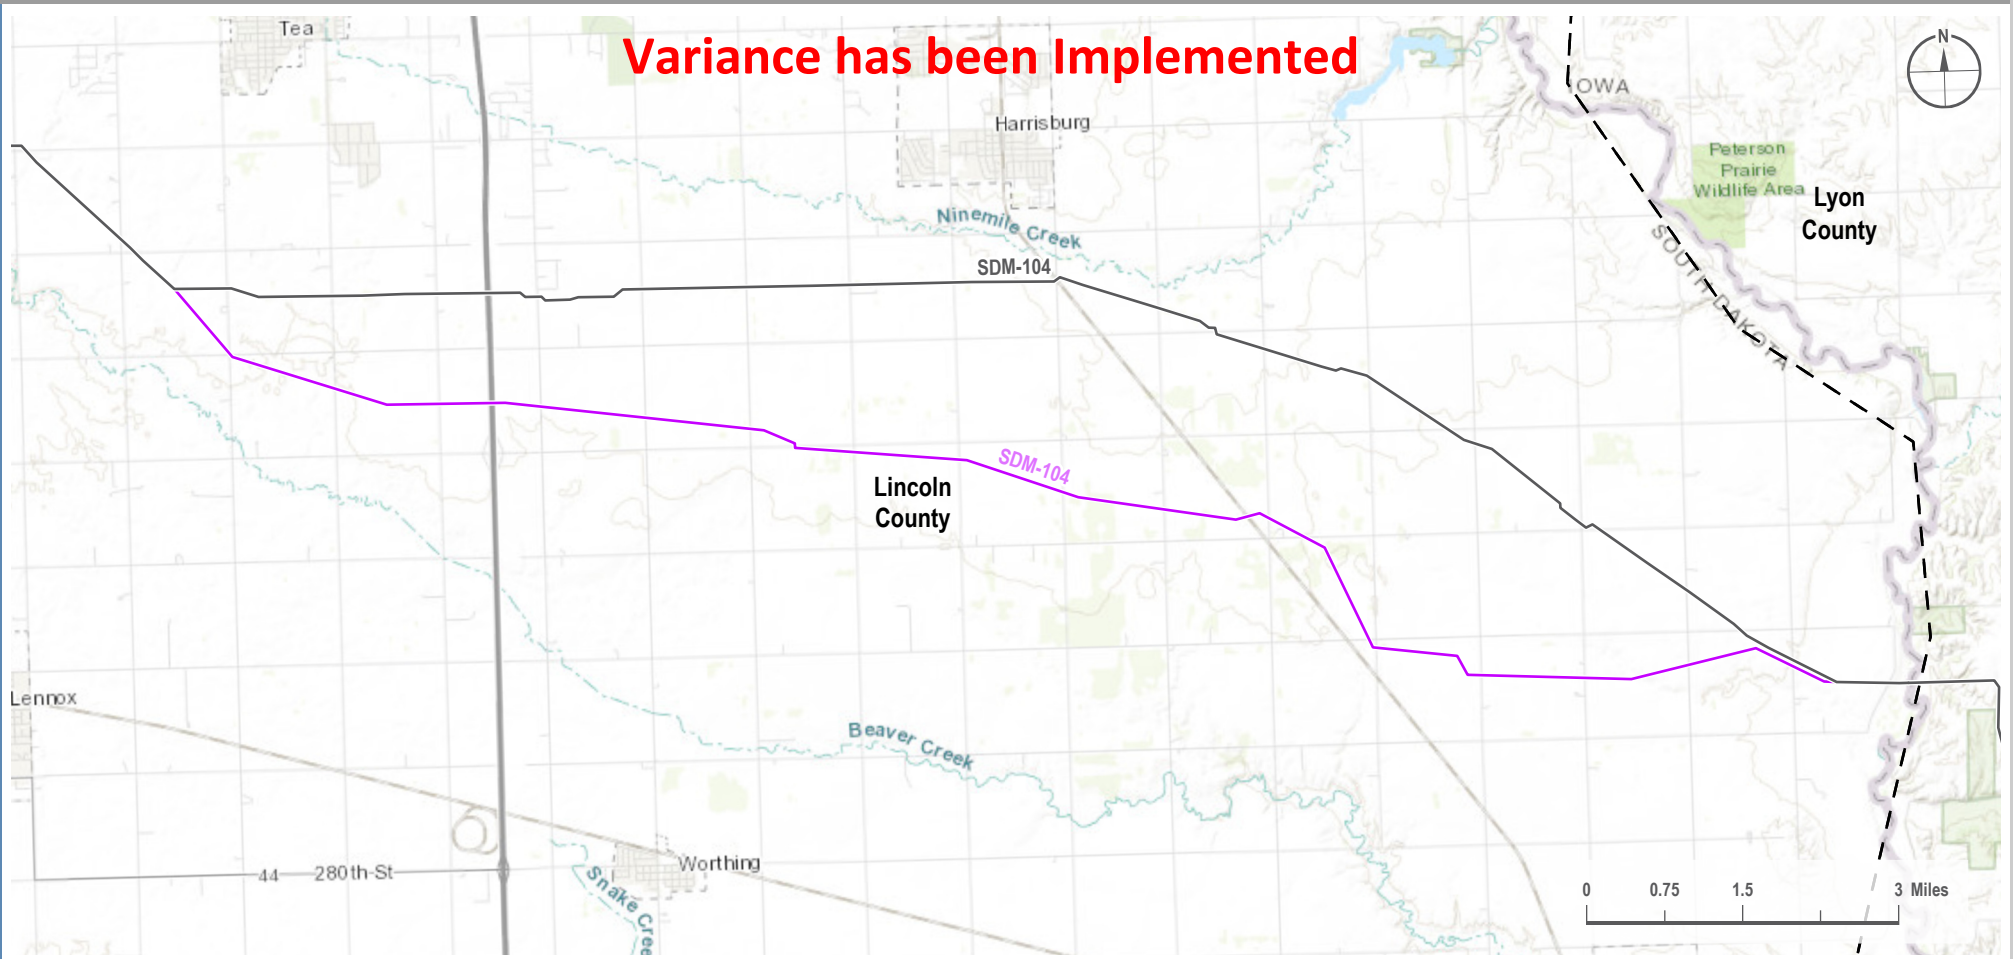 Tea
Variance has been Implemented
N
IOWA
Harrisburg
Peterson
Prairie
Wildlife Area
Lyon
County
Ninemile Creek
SOUTH DAKOTA
SDM-104
SDM-104
Lincoln
County
Lennox
Beaver Creek
Worthing
44
280th-St
Snake Cree
0 0.75 1.5 3 Miles